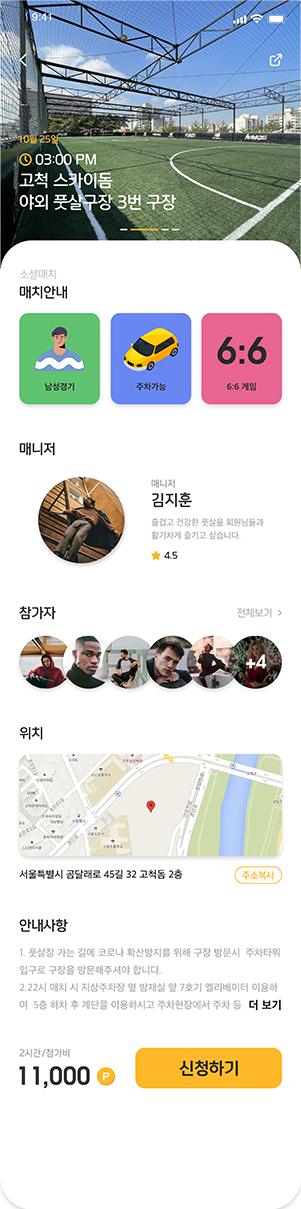 9:41
10월 25일
03:00 PM
고척 스카이돔
야외 풋살구장 3번 구장
소셜매치
매치안내
남성경기
주차가능
6:6
6:6 게임
매니저
매니저
김지훈
즐겁고 건강한 풋살을 회원님들과
활기차게 즐기고 싶습니다.
4.5
참가자
전체보기 >
+4
위치
서울특별시 곰달래로 45길 32 고척돔 2층
주소복사
안내사항
1. 풋살장 가는 길에 코로나 확산방지를 위해 구장 방문시 주차타워
입구로 구장을 방문해주셔야 합니다.
2.22시 매치 시 지상주차장 옆 방재실 앞 7호기 엘리베이터 이용하
여 5층 하차 후 계단을 이용하시고 주차현장에서 주차 등 더 보기
2시간/참가비
11,000 P
신청하기